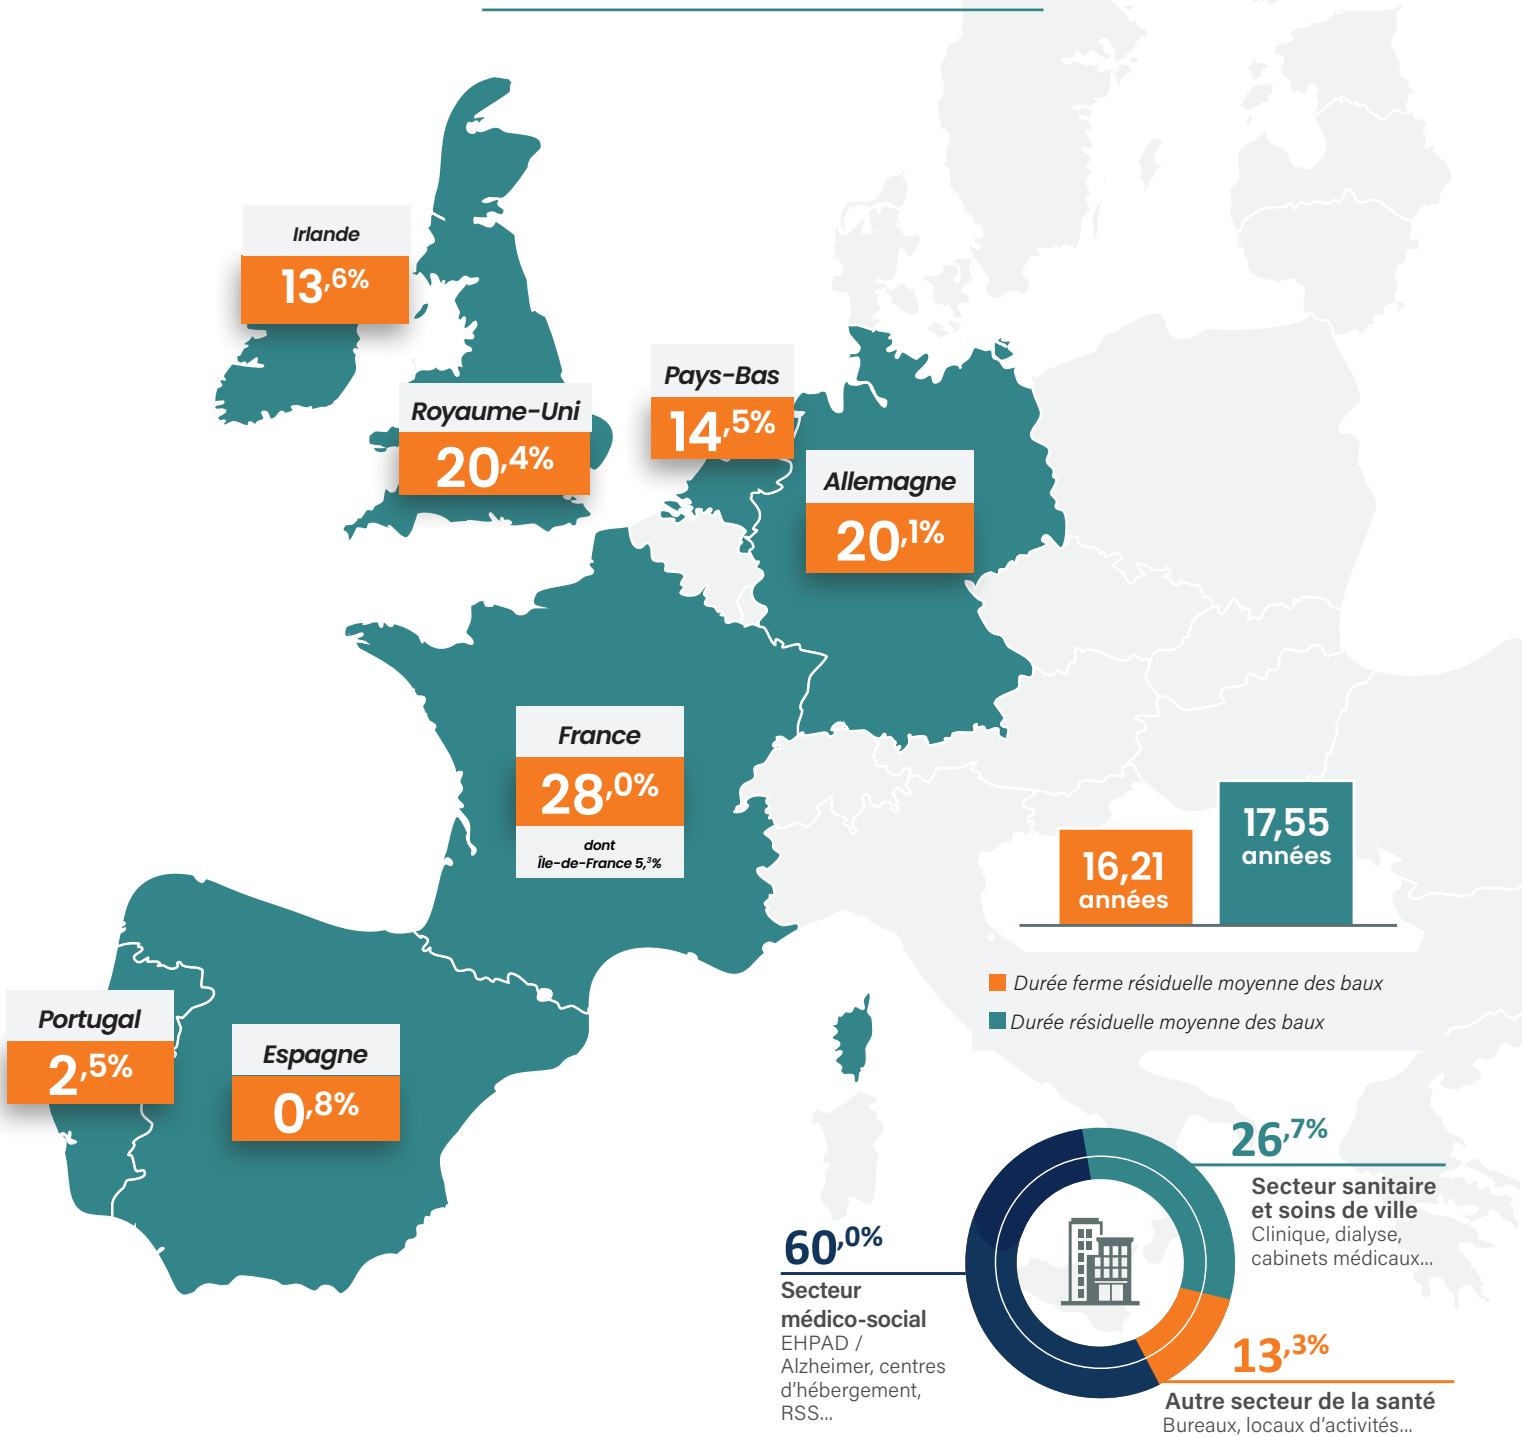 Irlande
13,6%
Royaume-Uni
20,4%
Pays-Bas
14,5%
Allemagne
20,1%
France
28,0%
dont
Île-de-France 5,3%
Portugal
2,5%
Espagne
0,8%
16,21
années
17,55
années
Durée ferme résiduelle moyenne des baux
Durée résiduelle moyenne des baux
26,7%
Secteur sanitaire
et soins de ville
Clinique, dialyse,
cabinets médicaux...
60,0%
Secteur
médico-social
EHPAD /
Alzheimer, centres
d'hébergement,
RSS...
13,3%
Autre secteur de la santé
Bureaux, locaux d'activités...